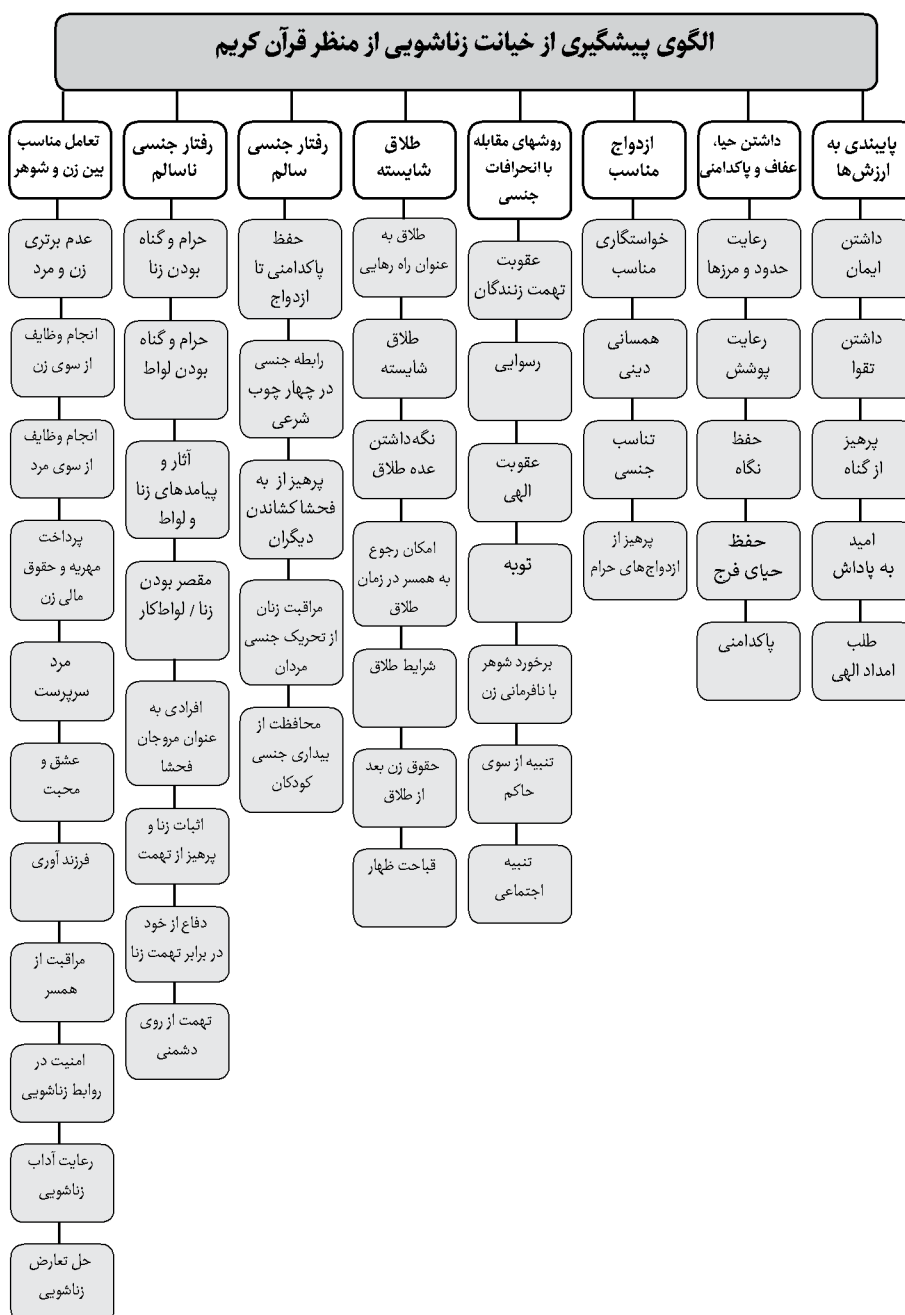 الگوی پیشگیری از خیانت زناشویی از منظر قرآن کریم
پایبندی به
ارزش‌ها
داشتن
ایمان
داشتن
تقوا
پرهیز
از گناه
امید
به پاداش
طلب
امداد الهی
داشتن حیا،
عفاف و پاکدامنی
رعایت
حدود و مرزها
رعایت
پوشش
حفظ
نگاه
حفظ
حیای فرج
پاکدامنی
ازدواج
مناسب
خواستگاری
مناسب
همسانی
دینی
تناسب
جنسی
پرهیز از
ازدواج‌های حرام
روشهای مقابله
با انحرافات
جنسی
عقوبت
تهمت زنندگان
رسوایی
عقوبت
الهی
توبه
برخورد شوهر
با نافرمانی زن
تنبیه از سوی
حاکم
تنبیه
اجتماعی
طلاق
شایسته
طلاق به
عنوان راه رهایی
طلاق
شایسته
نگه‌داشتن
عده طلاق
امکان رجوع
به همسر در زمان
طلاق
شرایط طلاق
حقوق زن بعد
از طلاق
قباحت ظهار
رفتار جنسی
سالم
حفظ
پاکدامنی تا
ازدواج
رابطه جنسی
در چهار چوب
شرعی
پرهیز از به
فحشا کشاندن
دیگران
مراقبت زنان
از تحریک جنسی
مردان
محافظت از
بیداری جنسی
کودکان
رفتار جنسی
ناسالم
حرام و گناه
بودن زنا
حرام و گناه
بودن لواط
آثار و
پیامدهای زنا
و لواط
مقصر بودن
زنا / لواط‌کار
افرادی به
عنوان مروجان
فحشا
اثبات زنا و
پرهیز از تهمت
دفاع از خود
در برابر تهمت زنا
تهمت از روی
دشمنی
تعامل مناسب
بین زن و شوهر
عدم برتری
زن و مرد
انجام وظایف
از سوی زن
انجام وظایف
از سوی مرد
پرداخت
مهریه و حقوق
مالی زن
مرد
سرپرست
عشق و
محبت
فرزند آوری
مراقبت از
همسر
امنیت در
روابط زناشویی
رعایت آداب
زناشویی
حل تعارض
زناشویی